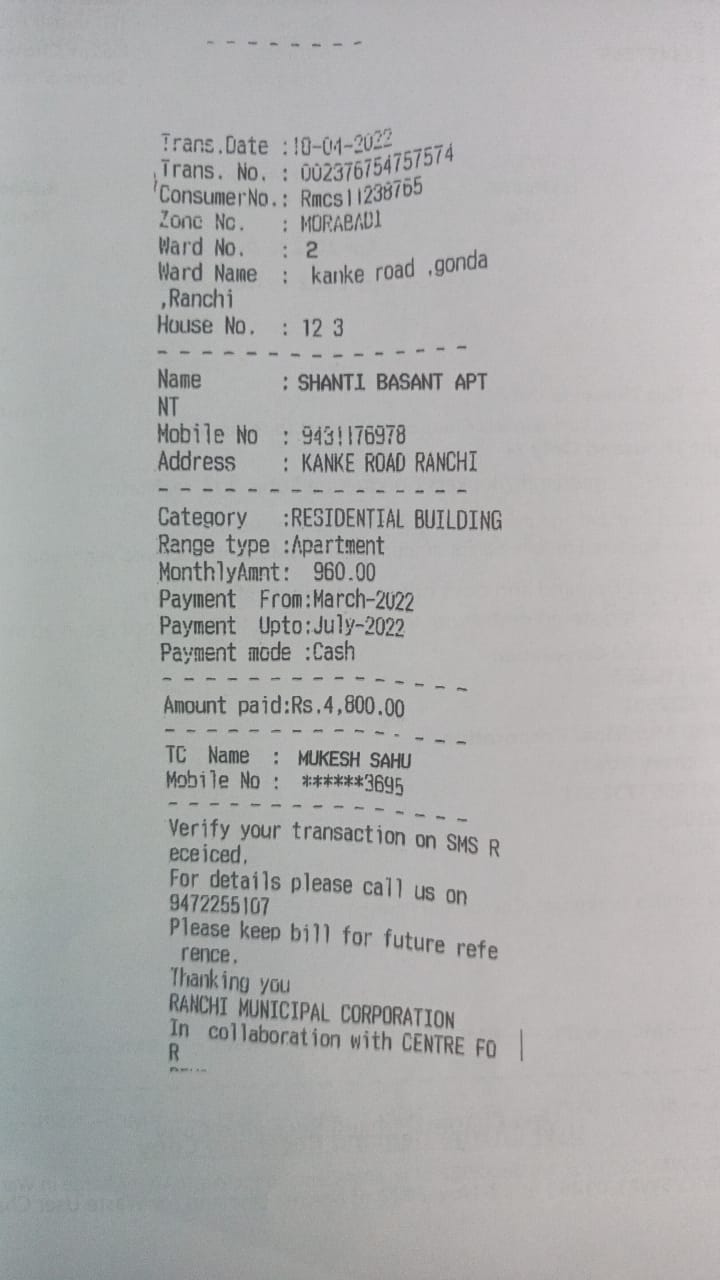 Trans.Date :18-04-2022
Trans. No. : 002376754757574
ConsumerNo.: Rmcs11238765
Zone No. : MORABADI
Ward No. : 2
Ward Name : kanke road ,gonda
,Ranchi
House No. : 12 3
Name : SHANTI BASANT APT
NT
Mobile No : 9431176978
Address : KANKE ROAD RANCHI
Category :RESIDENTIAL BUILDING
Range type :Apartment
MonthlyAmnt: 960.00
Payment From:March-2022
Payment Upto:July-2022
Payment mode :Cash
Amount paid:Rs.4,800.00
TC Name : MUKESH SAHU
Mobile No : ******3695
Verify your transaction on SMS R
eceiced.
For details please call us on
9472255107
Please keep bill for future refe
rence.
Thanking you
RANCHI MUNICIPAL CORPORATION
In collaboration with CENTRE FO
R